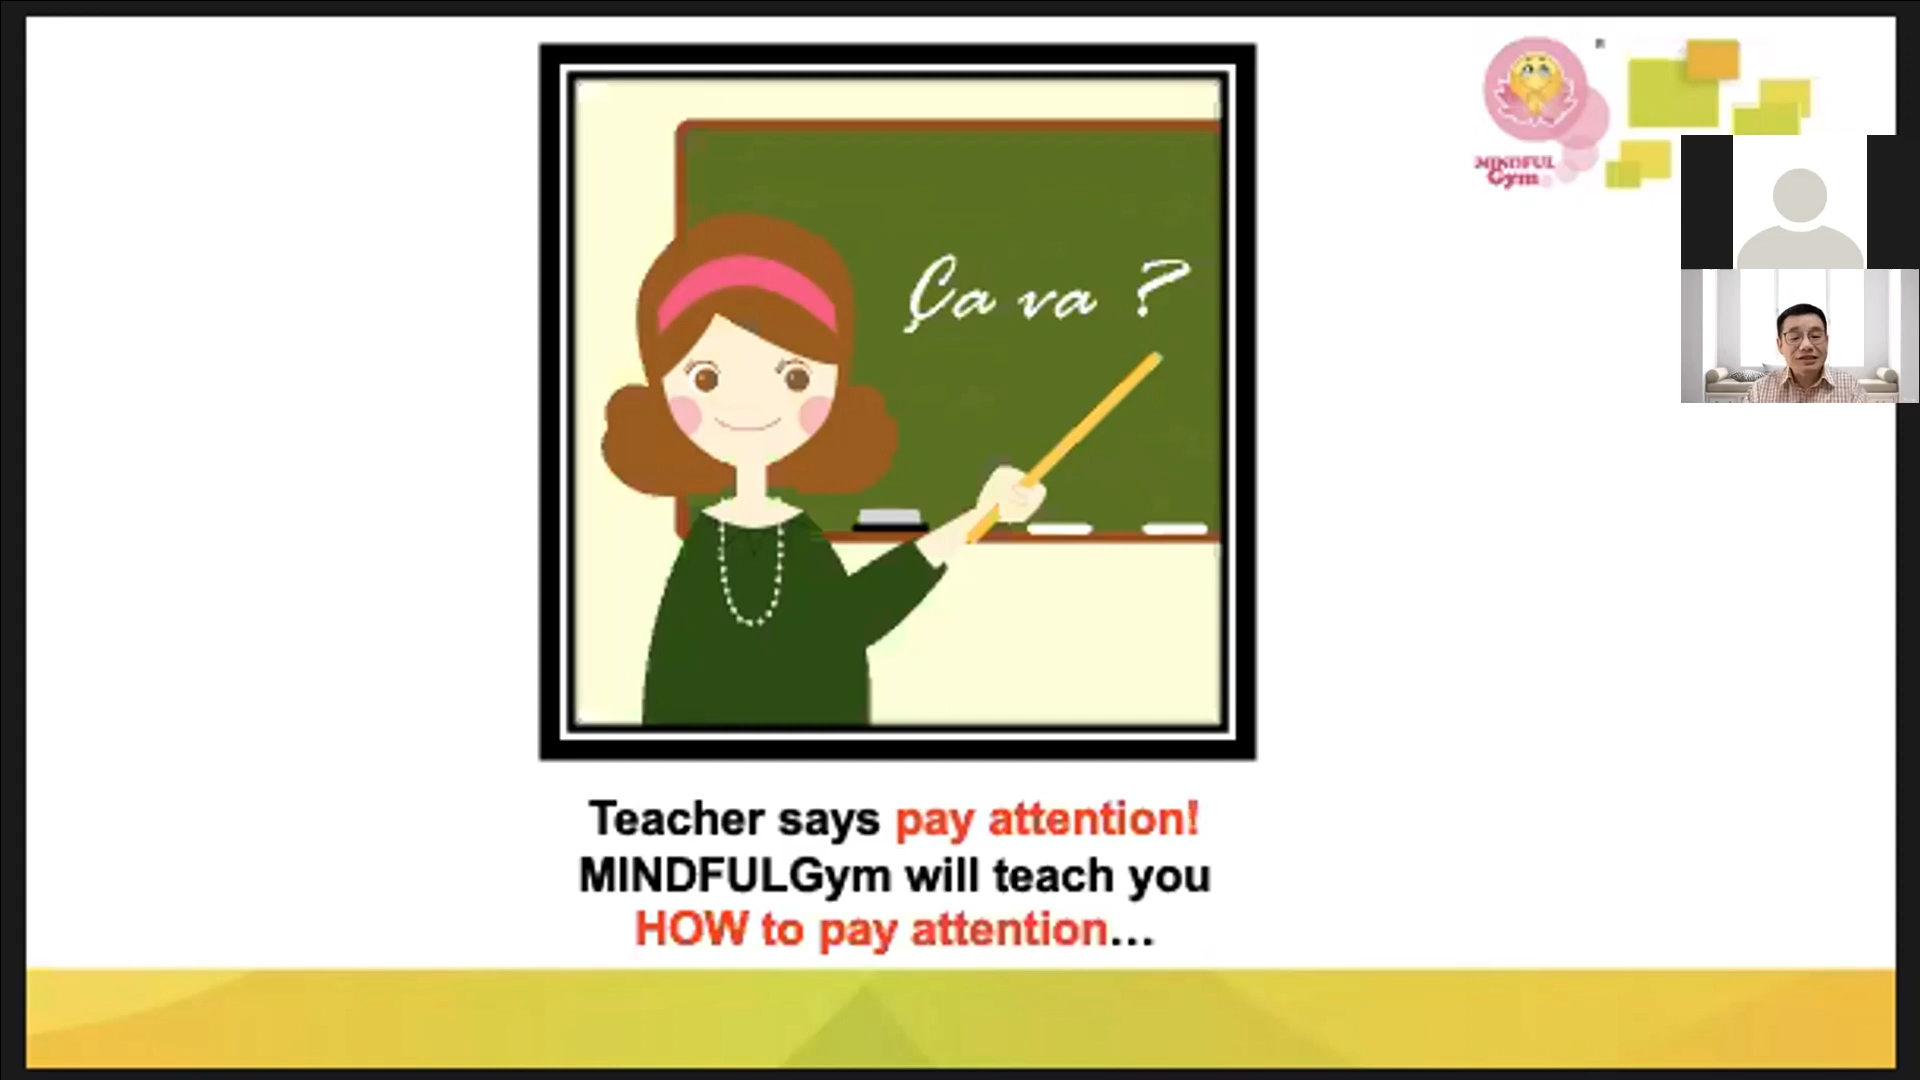 Ça va ?
MINDFUL
Gym
Teacher says pay attention!
MINDFULGym will teach you
HOW to pay attention...